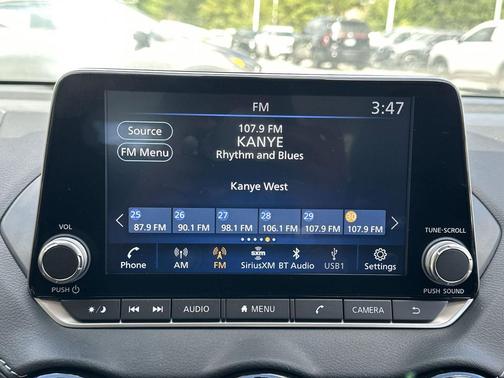 FM
3:47
Source
FM Menu
107.9 FM
KANYE
Rhythm and Blues
Kanye West
25 26 27 28 29 30
87.9 FM 90.1 FM 98.1 FM 106.1 FM 107.9 FM 107.9 FM
Phone AM FM SiriusXM BT Audio USB1 Settings
sxm
VOL
PUSH
TUNE•SCROLL
PUSH SOUND
AUDIO MENU CAMERA